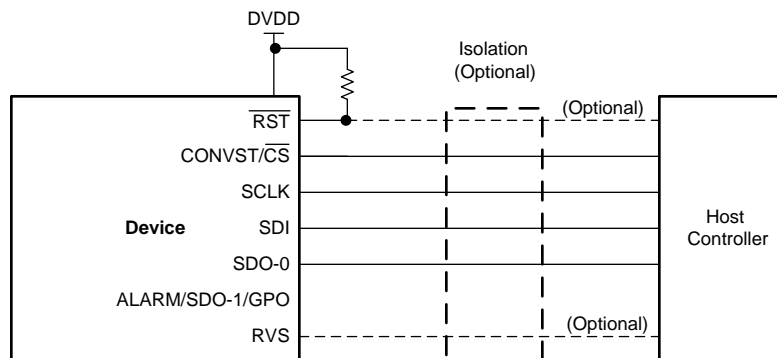 DVDD
Isolation
(Optional)
RST
(Optional)
CONVST/CS
SCLK
Device
SDI
Host
Controller
SDO-0
ALARM/SDO-1/GPO
RVS
(Optional)